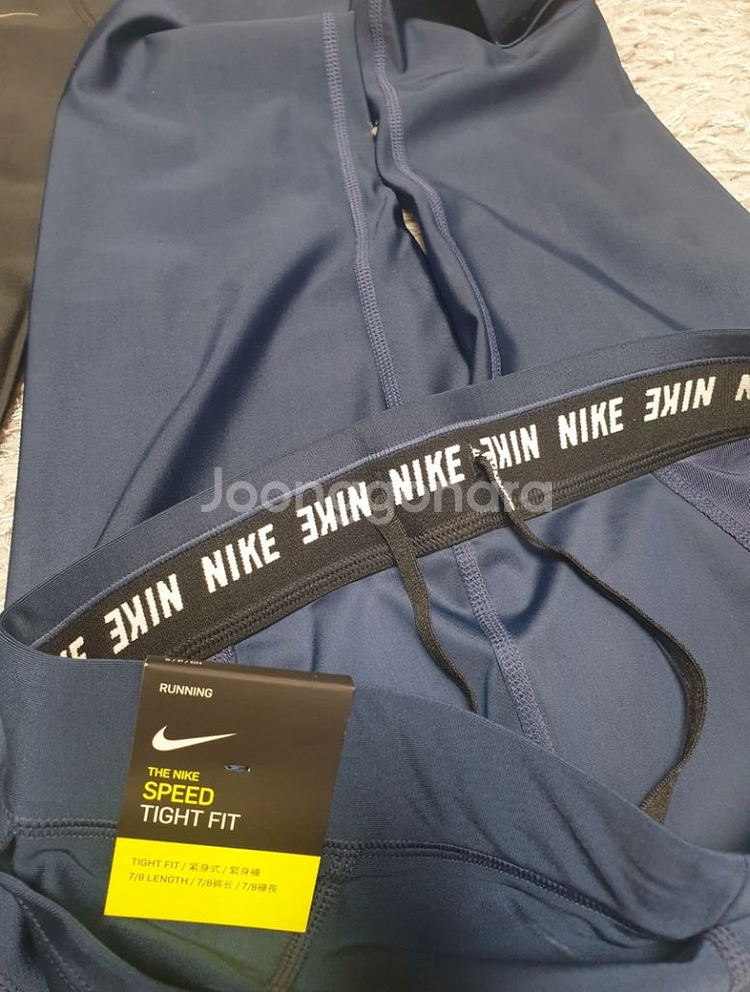 NIKE NIKE NIKE NIKE NIKE NIKE NIKE
Joonggonara
RUNNING
THE NIKE
SPEED
TIGHT FIT
TIGHT FIT / 紧身式 / 緊身褲
7/8 LENGTH / 7/8裤长 / 7/8褲長